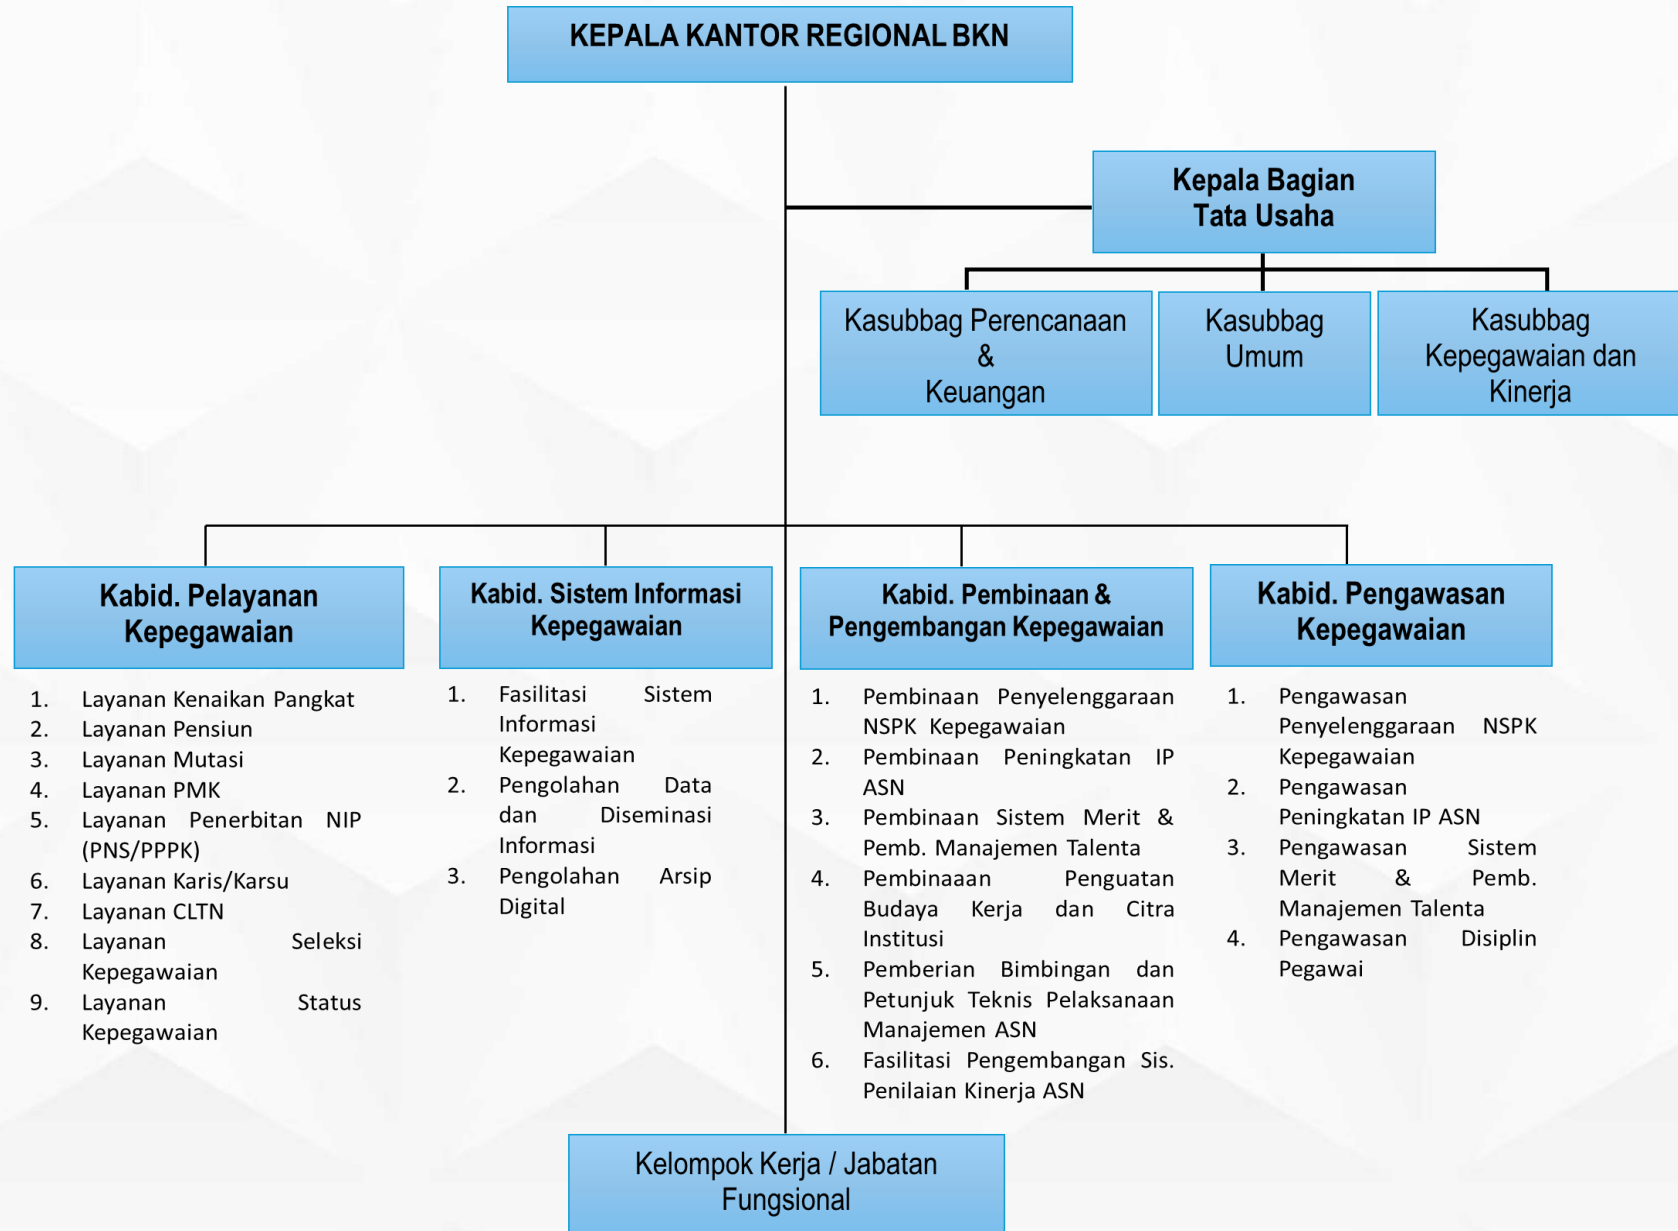 KEPALA KANTOR REGIONAL BKN
Kepala Bagian
Tata Usaha
Kasubbag Perencanaan
&
Keuangan
Kasubbag
Umum
Kasubbag
Kepegawaian dan
Kinerja
Kabid. Pelayanan
Kepegawaian
1. Layanan Kenaikan Pangkat
2. Layanan Pensiun
3. Layanan Mutasi
4. Layanan PMK
5. Layanan Penerbitan NIP
(PNS/PPPK)
6. Layanan Karis/Karsu
7. Layanan CLTN
8. Layanan Seleksi
Kepegawaian
9. Layanan Status
Kepegawaian
Kabid. Sistem Informasi
Kepegawaian
1. Fasilitasi Sistem
Informasi
Kepegawaian
2. Pengolahan Data
dan Diseminasi
Informasi
3. Pengolahan Arsip
Digital
Kabid. Pembinaan &
Pengembangan Kepegawaian
1. Pembinaan Penyelenggaraan
NSPK Kepegawaian
2. Pembinaan Peningkatan IP
ASN
3. Pembinaan Sistem Merit &
Pemb. Manajemen Talenta
4. Pembinaaan Penguatan
Budaya Kerja dan Citra
Institusi
5. Pemberian Bimbingan dan
Petunjuk Teknis Pelaksanaan
Manajemen ASN
6. Fasilitasi Pengembangan Sis.
Penilaian Kinerja ASN
Kabid. Pengawasan
Kepegawaian
1. Pengawasan
Penyelenggaraan NSPK
Kepegawaian
2. Pengawasan
Peningkatan IP ASN
3. Pengawasan Sistem
Merit & Pemb.
Manajemen Talenta
4. Pengawasan Disiplin
Pegawai
Kelompok Kerja / Jabatan
Fungsional